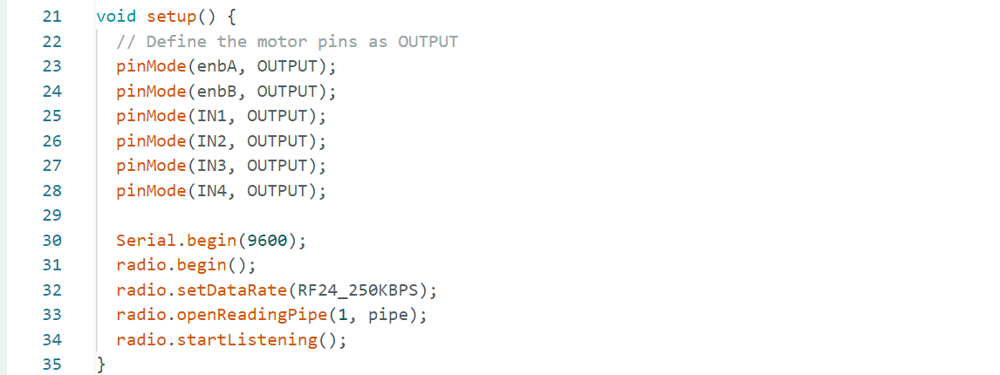 21 void setup() {
22 // Define the motor pins as OUTPUT
23 pinMode(enbA, OUTPUT);
24 pinMode(enbB, OUTPUT);
25 pinMode(IN1, OUTPUT);
26 pinMode(IN2, OUTPUT);
27 pinMode(IN3, OUTPUT);
28 pinMode(IN4, OUTPUT);
29
30 Serial.begin(9600);
31 radio.begin();
32 radio.setDataRate(RF24_250KBPS);
33 radio.openReadingPipe(1, pipe);
34 radio.startListening();
35 }